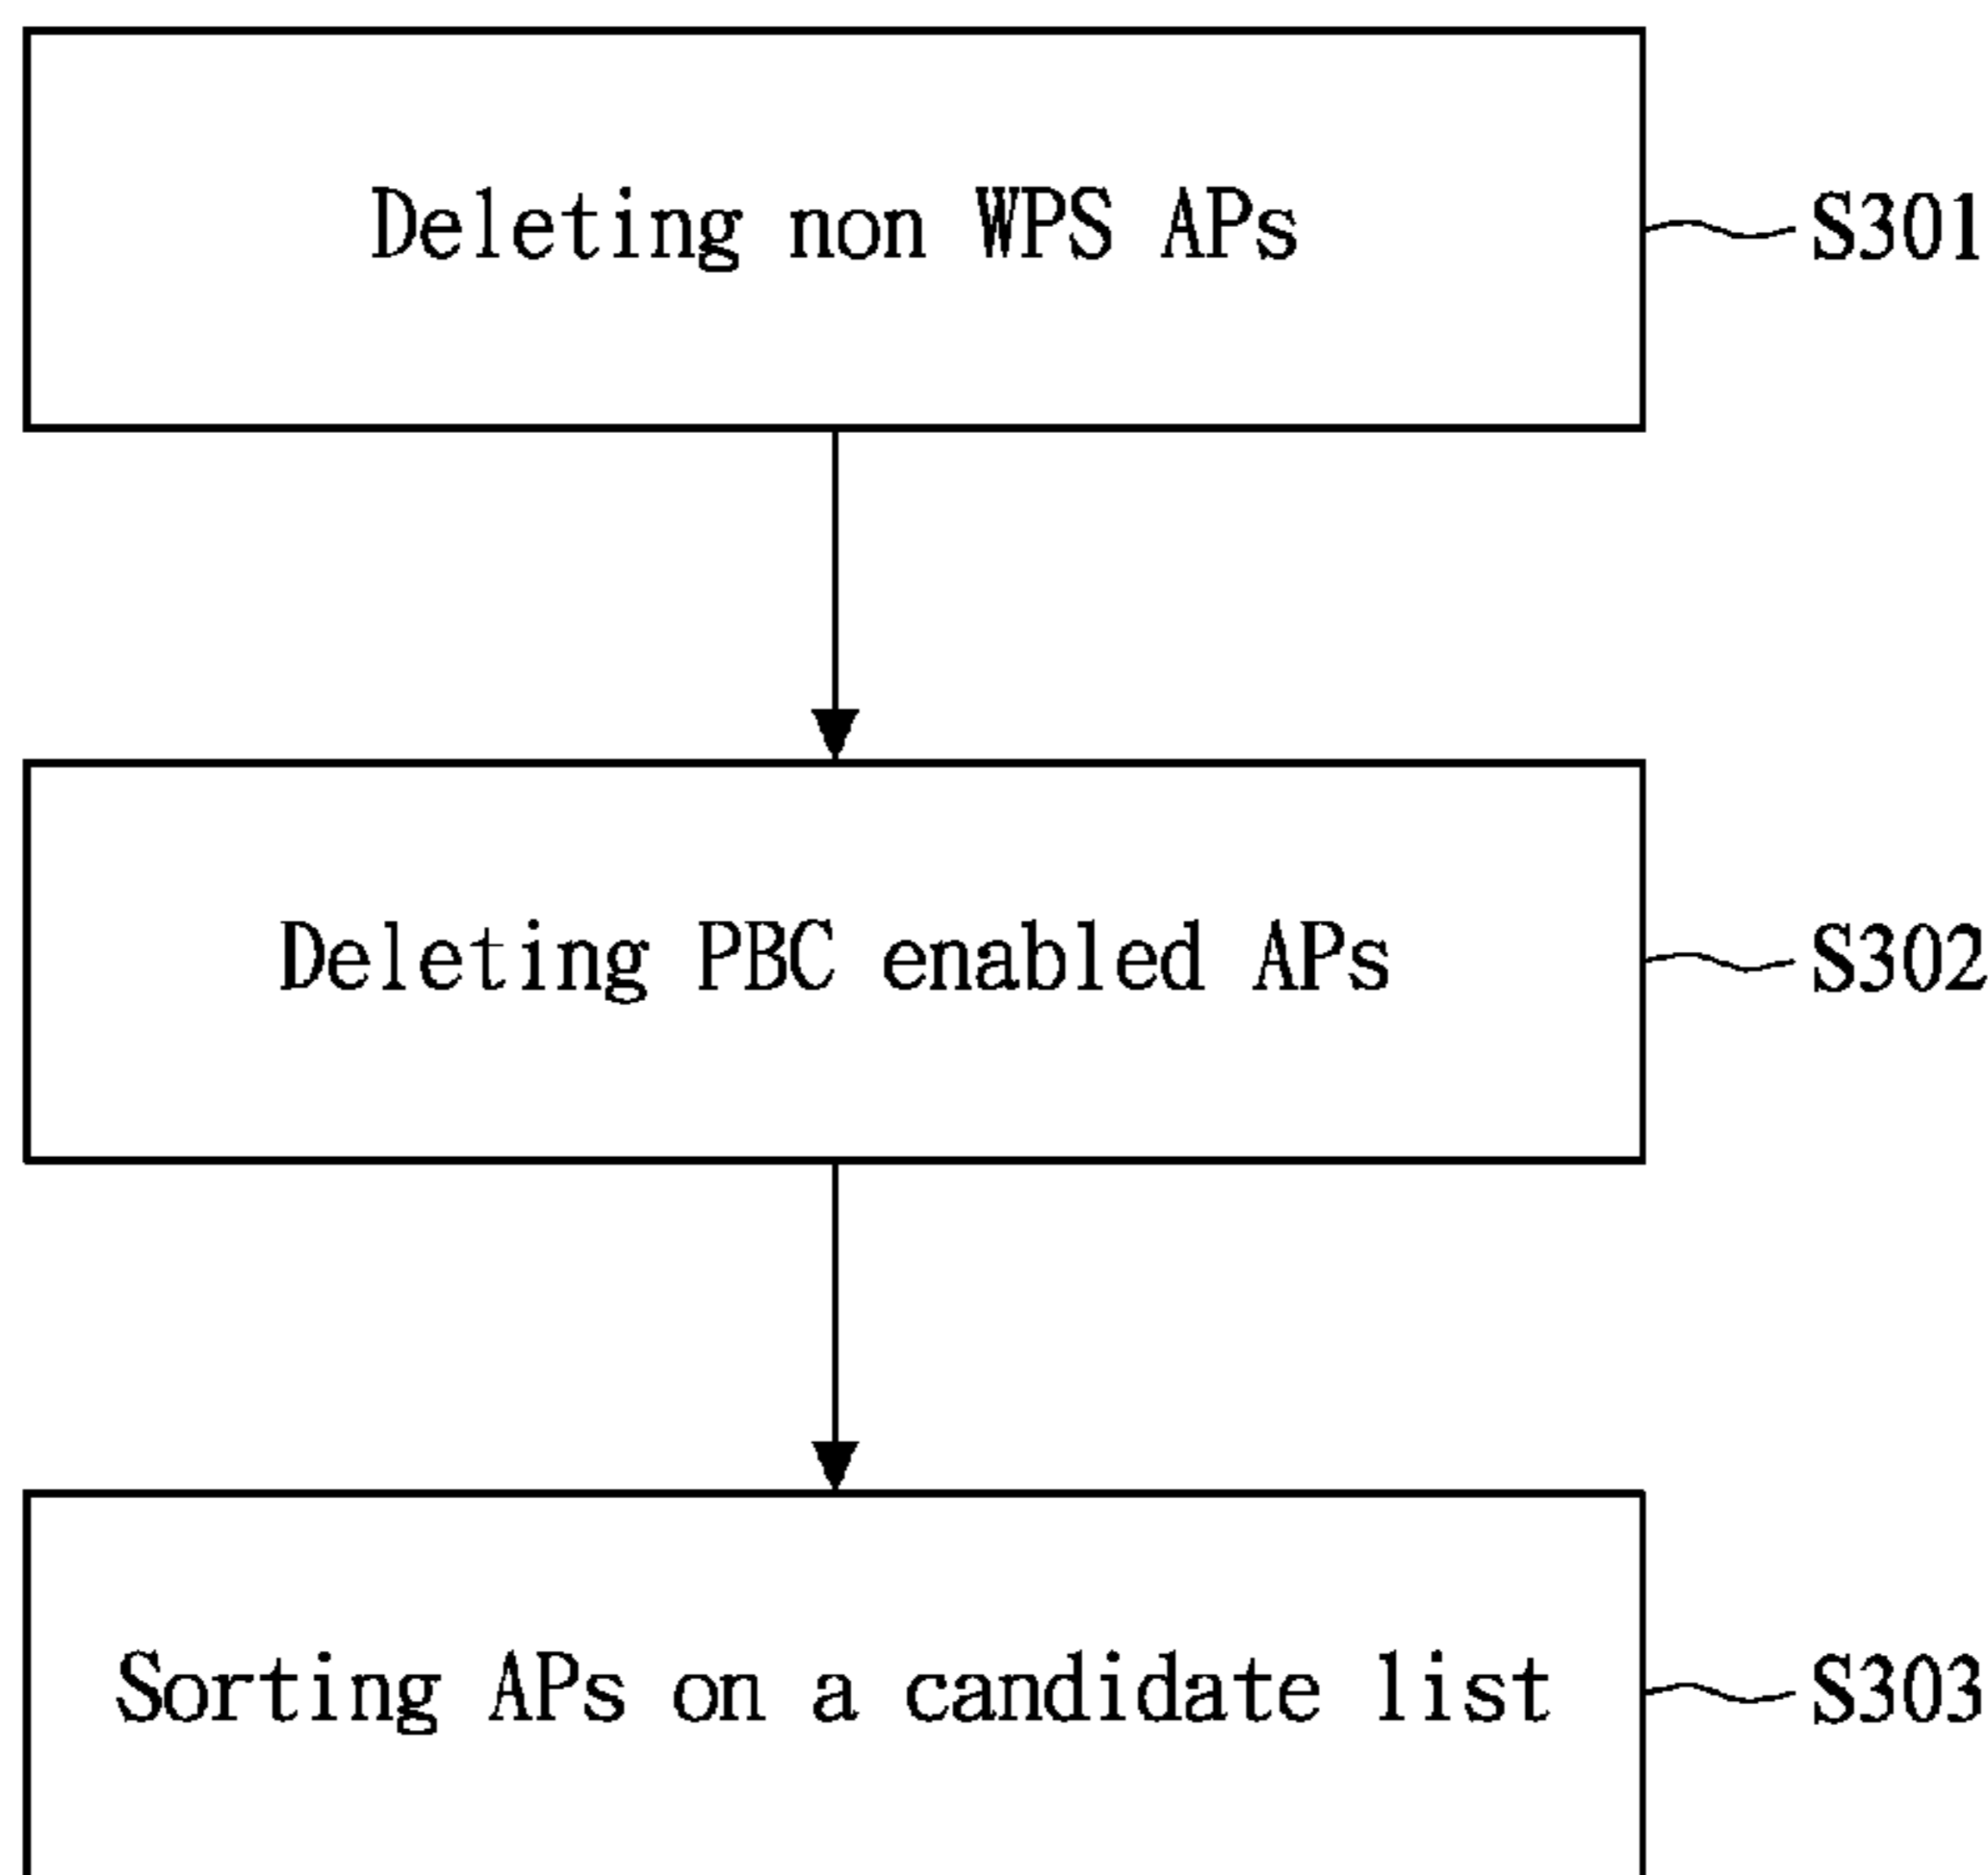 Deleting non WPS APs
S301
Deleting PBC enabled APs
S302
Sorting APs on a candidate list
S303